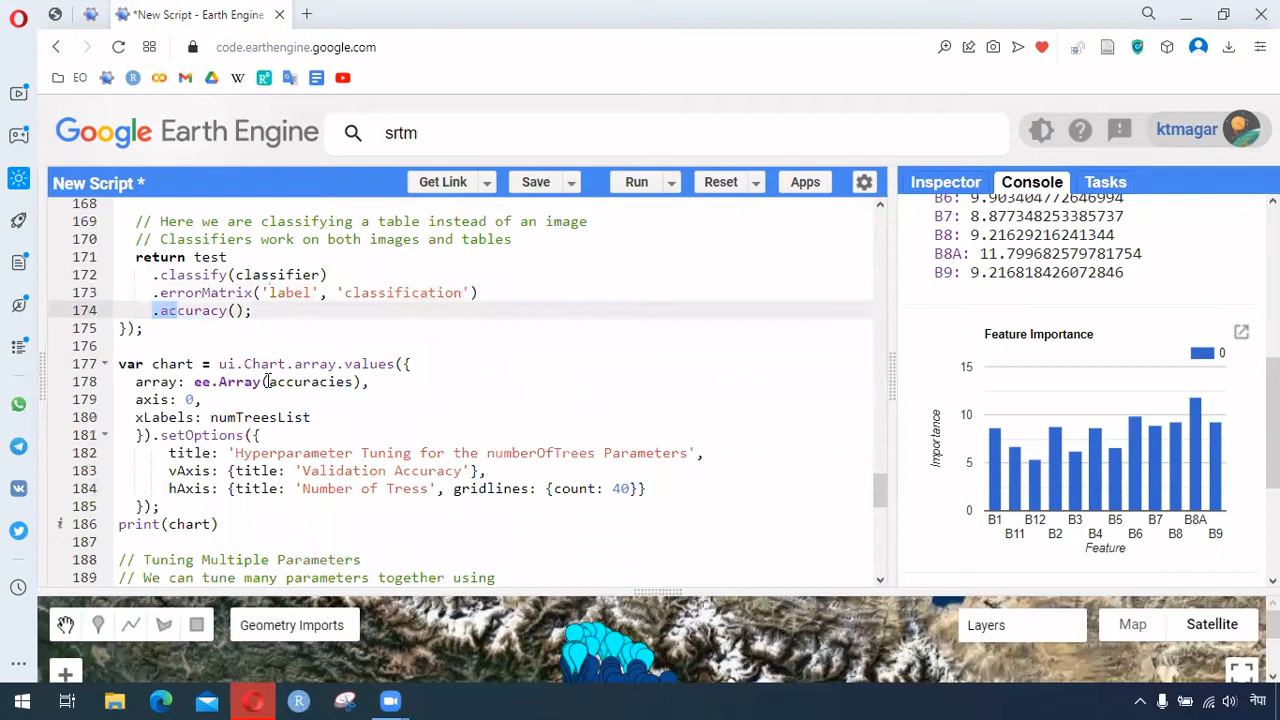 *New Script - Earth Engine
code.earthengine.google.com
EO
Google Earth Engine
srtm
ktmagar
New Script *
Get Link
Save
Run
Reset
Apps
Inspector
Console
Tasks
168
169 // Here we are classifying a table instead of an image
170 // Classifiers work on both images and tables
171 return test
172 .classify(classifier)
173 .errorMatrix('label', 'classification')
174 .accuracy();
175 });
176
177 var chart = ui.Chart.array.values({
178 array: ee.Array(accuracies),
179 axis: 0,
180 xLabels: numTreesList
181 }).setOptions({
182 title: 'Hyperparameter Tuning for the numberOfTrees Parameters',
183 vAxis: {title: 'Validation Accuracy'},
184 hAxis: {title: 'Number of Tress', gridlines: {count: 40}}
185 });
186 print(chart)
187
188 // Tuning Multiple Parameters
189 // We can tune many parameters together using
B6: 9.903404772646994
B7: 8.877348253385737
B8: 9.21629216241344
B8A: 11.799682579781754
B9: 9.216818426072846
Feature Importance
0
15
10
5
0
Importance
B1 B12 B3 B5 B7 B8A
B11 B2 B4 B6 B8 B9
Feature
Geometry Imports
Layers
Map
Satellite
नेपा